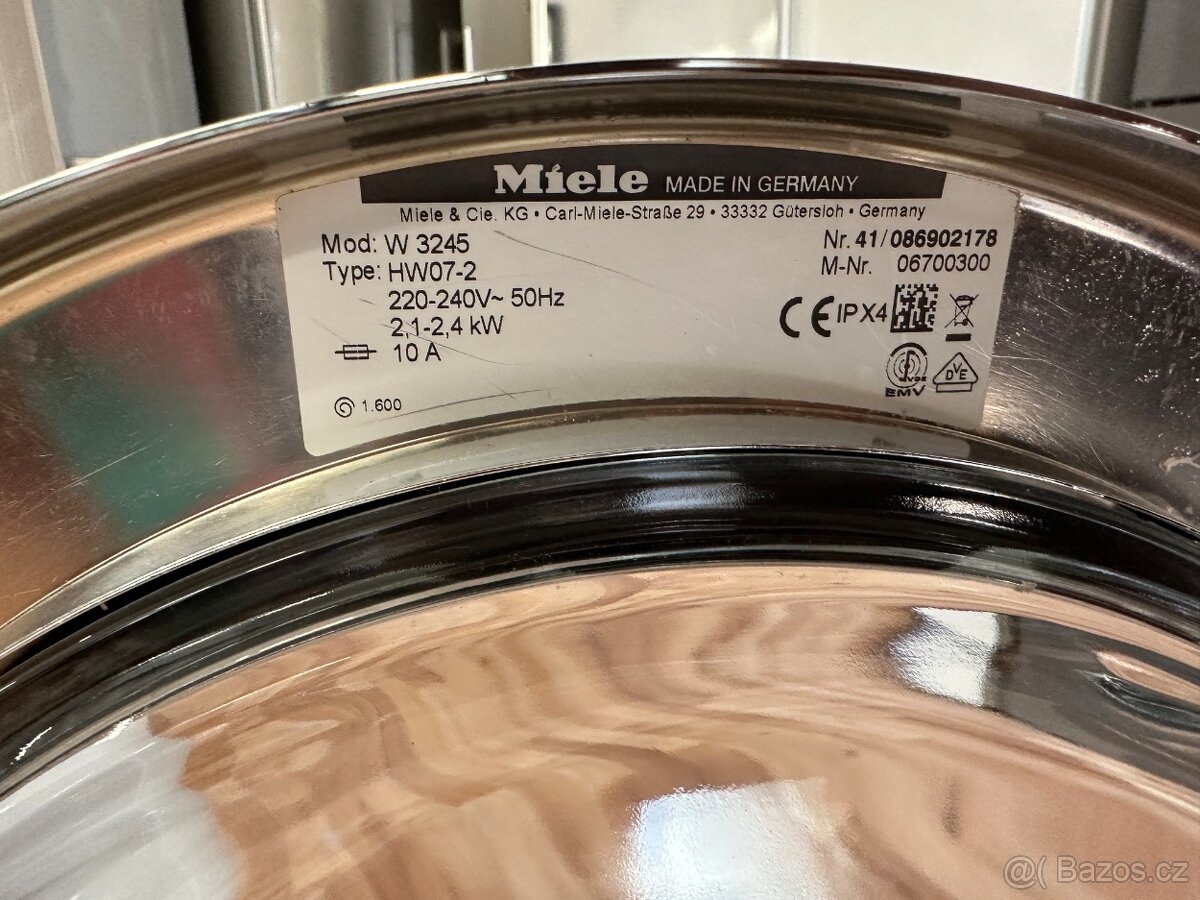 Miele MADE IN GERMANY
Miele & Cie. KG • Carl-Miele-Straße 29 • 33332 Gütersloh • Germany
Mod: W 3245
Type: HW07-2
220-240V~ 50Hz
2,1-2,4 kW
10 A
1.600
Nr. 41/086902178
M-Nr. 06700300
CE IPX4
VDE
EMV
DVE
@( Bazos.cz